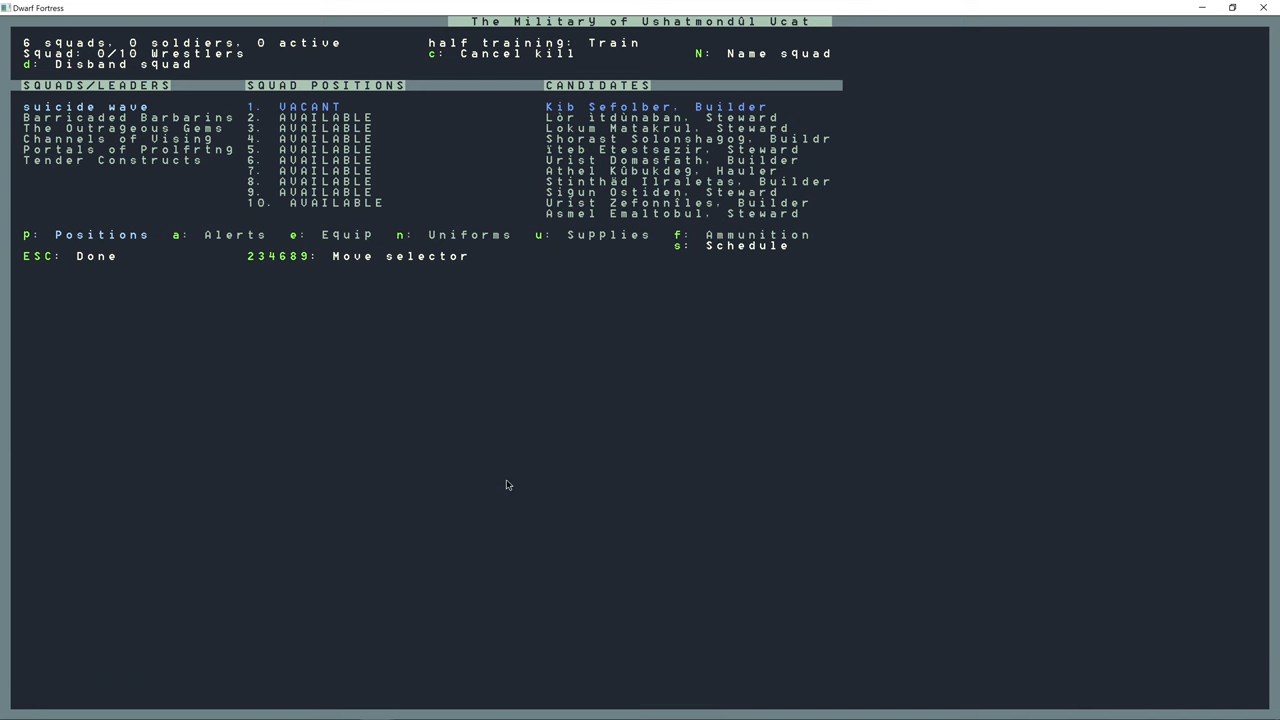 Dwarf Fortress
The Military of Ushatmondûl Ucat
6 squads, 0 soldiers, 0 active half training: Train
Squad: 0/10 Wrestlers c: Cancel kill N: Name squad
d: Disband squad
SQUADS/LEADERS SQUAD POSITIONS CANDIDATES
suicide wave 1. VACANT Kib Sefolber, Builder
Barricaded Barbarins 2. AVAILABLE Lòr ìtdùnaban, Steward
The Outrageous Gems 3. AVAILABLE Lokum Matakrul, Steward
Channels of Vising 4. AVAILABLE Shorast Solonshagog, Buildr
Portals of Prolfrtng 5. AVAILABLE Ïteb Etestsazir, Steward
Tender Constructs 6. AVAILABLE Urist Domasfath, Builder
7. AVAILABLE Athel Kûbukdeg, Hauler
8. AVAILABLE Stinthäd Ilraletas, Builder
9. AVAILABLE Sigun Ostiden, Steward
10. AVAILABLE Urist Zefonnîles, Builder
Asmel Emaltobul, Steward
p: Positions a: Alerts e: Equip n: Uniforms u: Supplies f: Ammunition
s: Schedule
ESC: Done 234689: Move selector